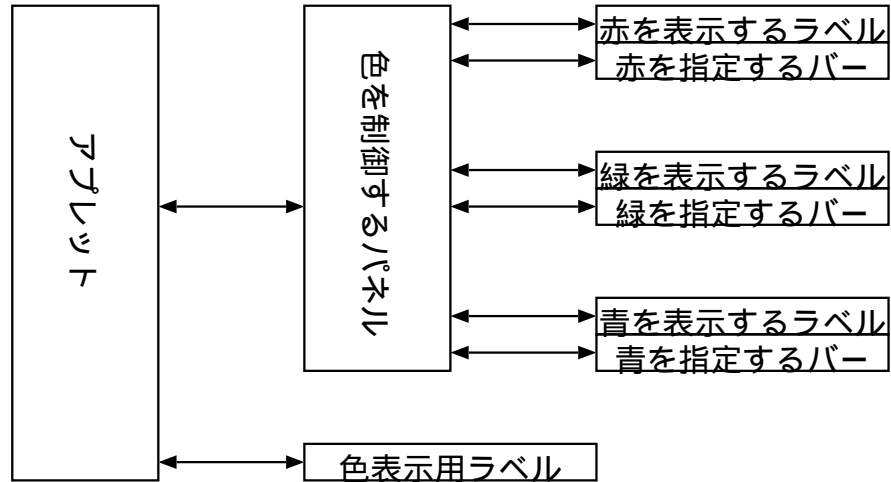 アプレット
色を制御するパネル
赤を表示するラベル
赤を指定するバー
緑を表示するラベル
緑を指定するバー
青を表示するラベル
青を指定するバー
色表示用ラベル